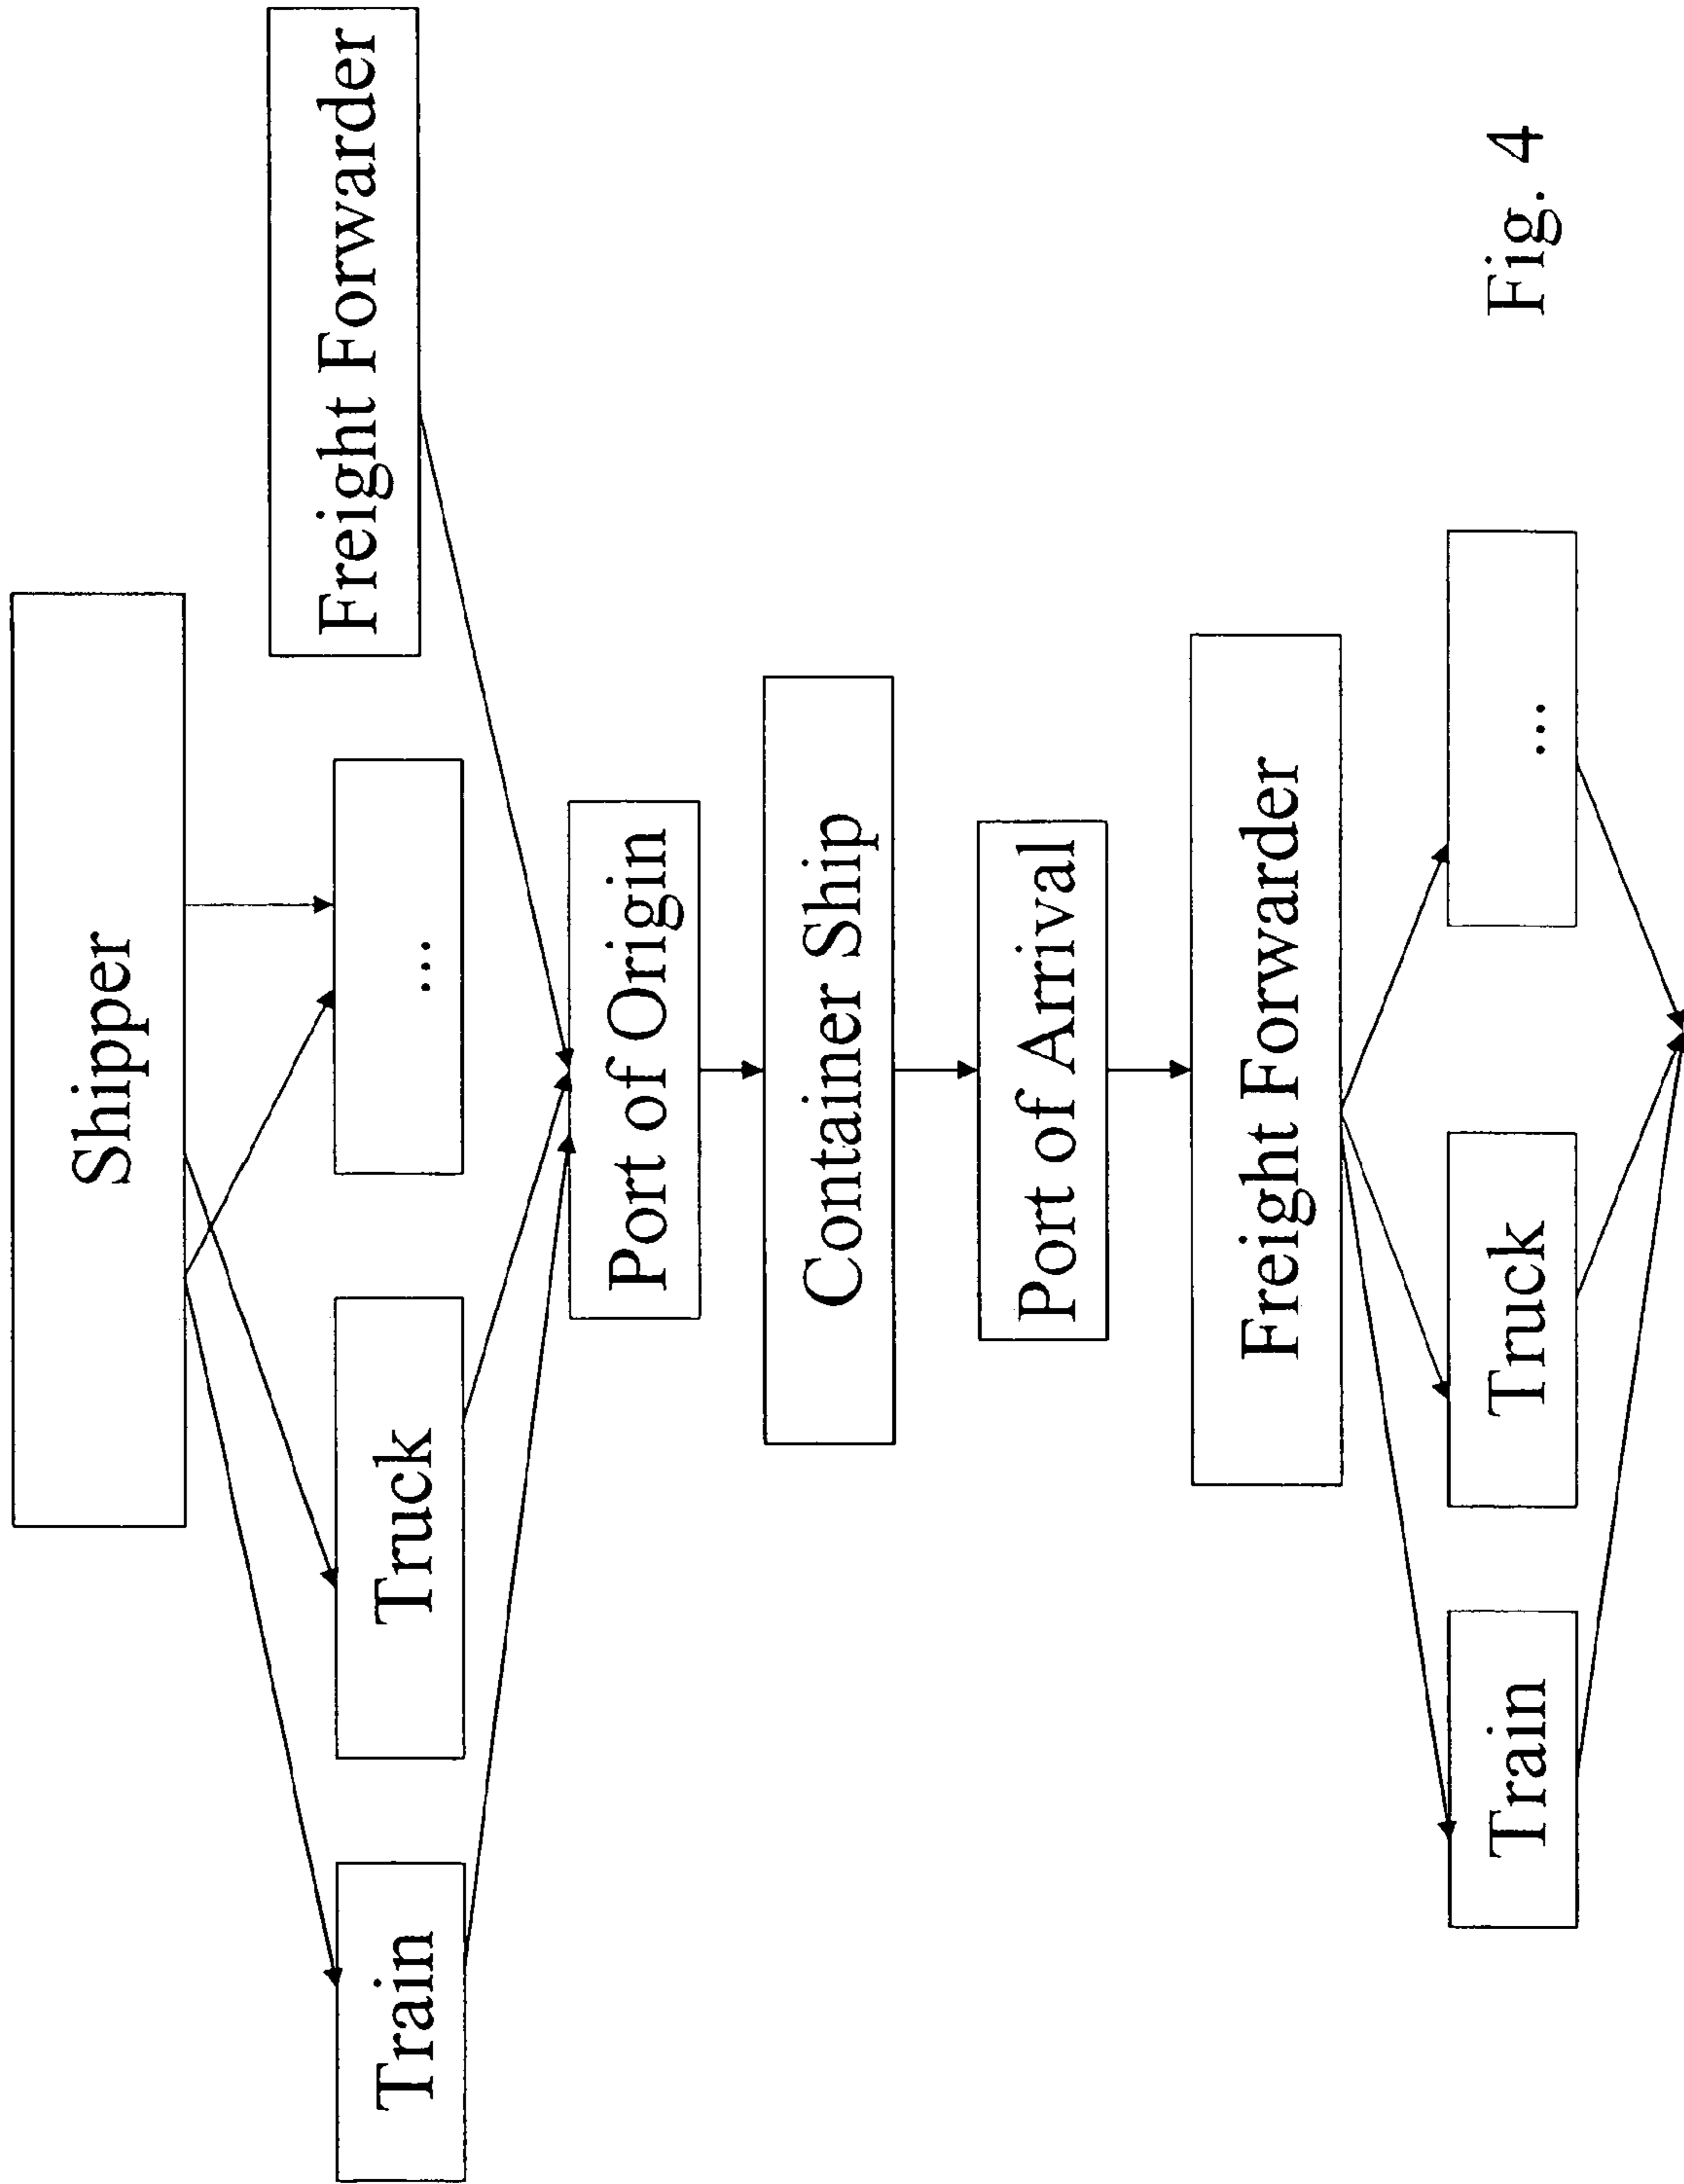 Shipper
Train
Truck
...
Freight Forwarder
Port of Origin
Container Ship
Port of Arrival
Freight Forwarder
Train
Truck
...
Fig. 4